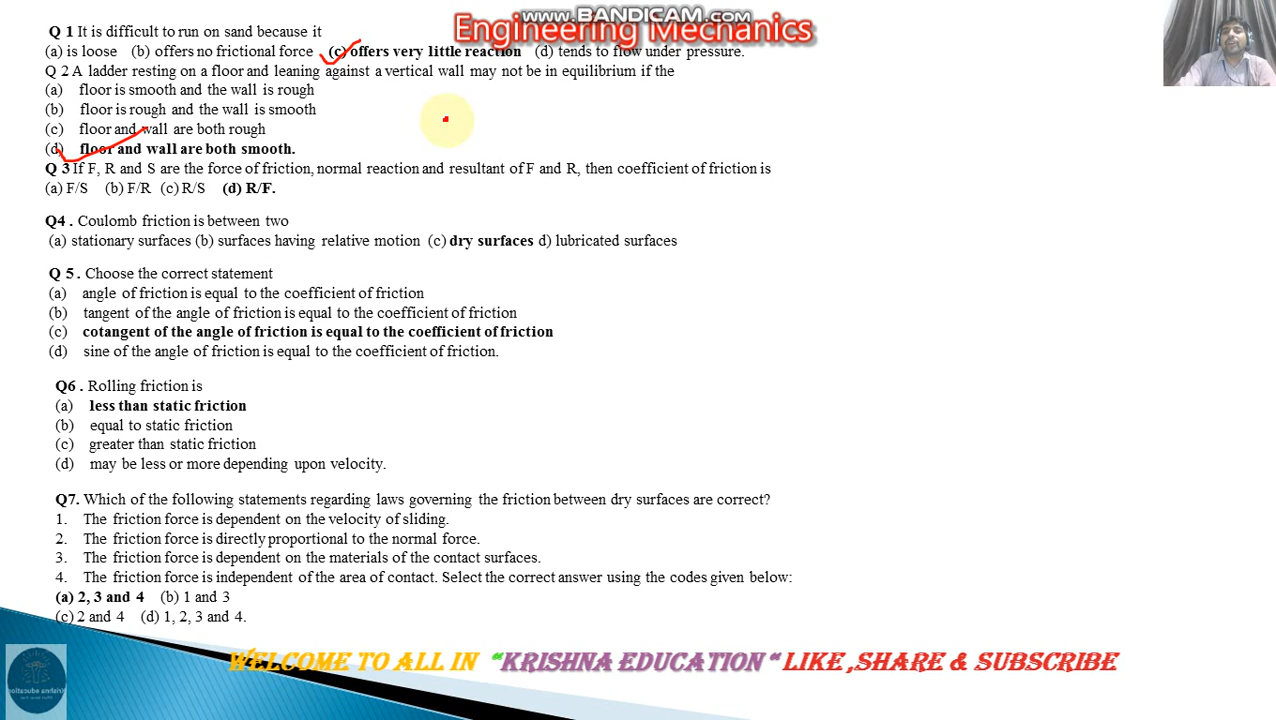 www.BANDICAM.com
Engineering Mechanics
Q 1 It is difficult to run on sand because it
(a) is loose (b) offers no frictional force (c) offers very little reaction (d) tends to flow under pressure.
Q 2 A ladder resting on a floor and leaning against a vertical wall may not be in equilibrium if the
(a) floor is smooth and the wall is rough
(b) floor is rough and the wall is smooth
(c) floor and wall are both rough
(d) floor and wall are both smooth.
Q 3 If F, R and S are the force of friction, normal reaction and resultant of F and R, then coefficient of friction is
(a) F/S (b) F/R (c) R/S (d) R/F.
Q4 . Coulomb friction is between two
(a) stationary surfaces (b) surfaces having relative motion (c) dry surfaces d) lubricated surfaces
Q 5 . Choose the correct statement
(a) angle of friction is equal to the coefficient of friction
(b) tangent of the angle of friction is equal to the coefficient of friction
(c) cotangent of the angle of friction is equal to the coefficient of friction
(d) sine of the angle of friction is equal to the coefficient of friction.
Q6 . Rolling friction is
(a) less than static friction
(b) equal to static friction
(c) greater than static friction
(d) may be less or more depending upon velocity.
Q7. Which of the following statements regarding laws governing the friction between dry surfaces are correct?
1. The friction force is dependent on the velocity of sliding.
2. The friction force is directly proportional to the normal force.
3. The friction force is dependent on the materials of the contact surfaces.
4. The friction force is independent of the area of contact. Select the correct answer using the codes given below:
(a) 2, 3 and 4 (b) 1 and 3
(c) 2 and 4 (d) 1, 2, 3 and 4.
WELCOME TO ALL IN “KRISHNA EDUCATION“ LIKE ,SHARE & SUBSCRIBE